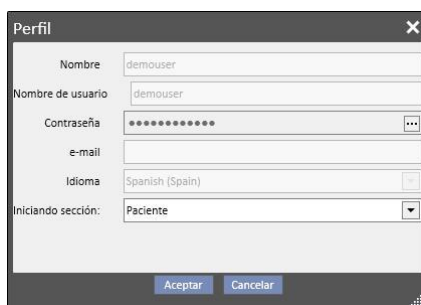 Perfil
Nombre demouser
Nombre de usuario demouser
Contraseña ●●●●●●●●●●●● ...
e-mail
Idioma Spanish (Spain)
Iniciando sección: Paciente
Aceptar Cancelar